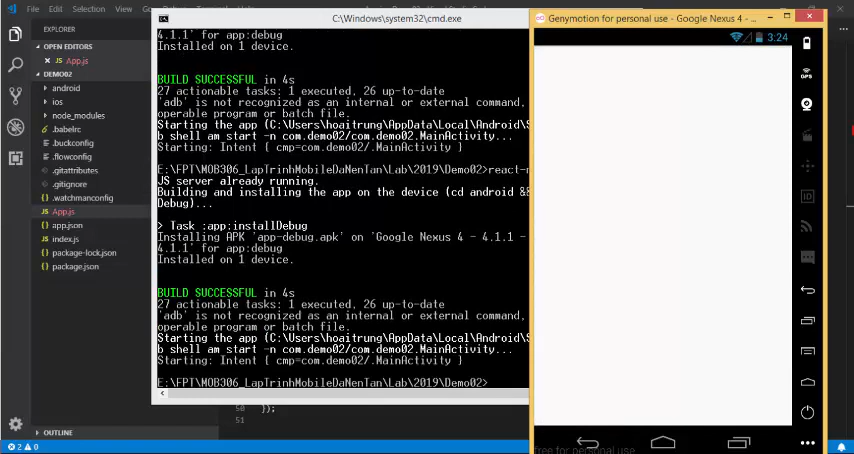 File Edit Selection View Go
EXPLORER
OPEN EDITORS
App.js
DEMO02
android
ios
node_modules
.babelrc
.buckconfig
.flowconfig
.gitattributes
.gitignore
.watchmanconfig
App.js
app.json
index.js
package-lock.json
package.json
OUTLINE
2 0
C:\Windows\system32\cmd.exe
4.1.1' for app:debug
Installed on 1 device.
BUILD SUCCESSFUL in 4s
27 actionable tasks: 1 executed, 26 up-to-date
'adb' is not recognized as an internal or external command,
operable program or batch file.
Starting the app (C:\Users\hoaitrung\AppData\Local\Android\S
b shell am start -n com.demo02/com.demo02.MainActivity...
Starting: Intent { cmp=com.demo02/.MainActivity }
E:\FPT\MOB306_LapTrinhMobileDaNenTan\Lab\2019\Demo02>react-n
JS server already running.
Building and installing the app on the device (cd android &&
Debug)...
> Task :app:installDebug
Installing APK 'app-debug.apk' on 'Google Nexus 4 - 4.1.1 -
4.1.1' for app:debug
Installed on 1 device.
BUILD SUCCESSFUL in 4s
27 actionable tasks: 1 executed, 26 up-to-date
'adb' is not recognized as an internal or external command,
operable program or batch file.
Starting the app (C:\Users\hoaitrung\AppData\Local\Android\S
b shell am start -n com.demo02/com.demo02.MainActivity...
Starting: Intent { cmp=com.demo02/.MainActivity }
E:\FPT\MOB306_LapTrinhMobileDaNenTan\Lab\2019\Demo02>
50 });
51
Genymotion for personal use - Google Nexus 4 - ...
3:24
GPS
ID
free for personal use